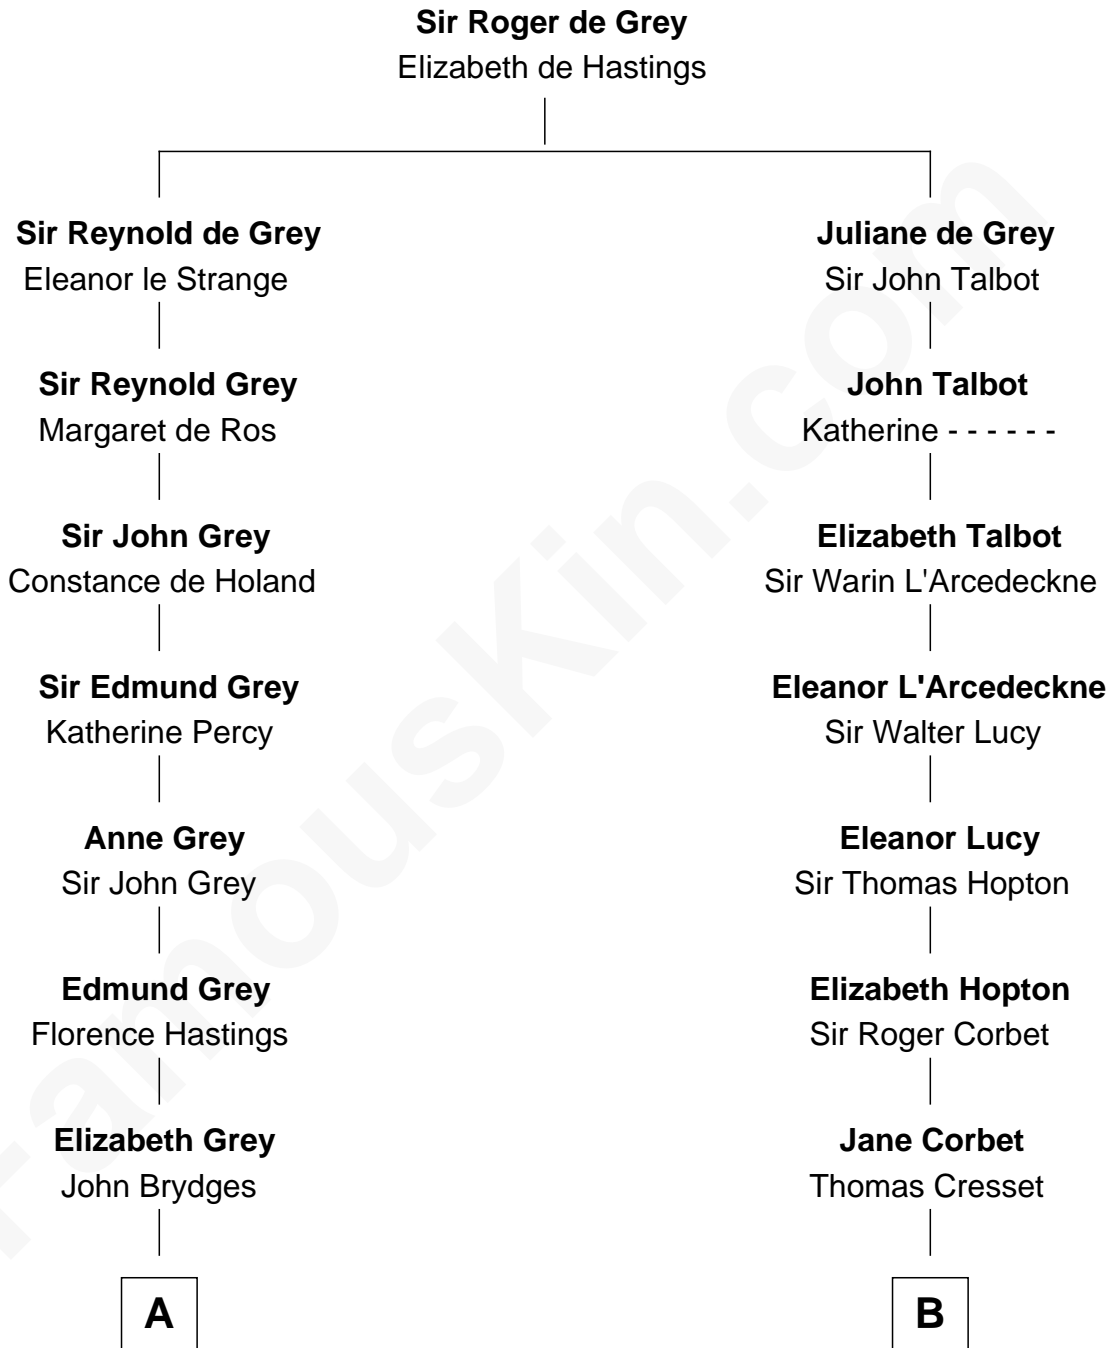 Sir Roger de Grey
Elizabeth de Hastings
Sir Reynold de Grey
Eleanor le Strange
Sir Reynold Grey
Margaret de Ros
Sir John Grey
Constance de Holand
Sir Edmund Grey
Katherine Percy
Anne Grey
Sir John Grey
Edmund Grey
Florence Hastings
Elizabeth Grey
John Brydges
A
Juliane de Grey
Sir John Talbot
John Talbot
Katherine - - - - - -
Elizabeth Talbot
Sir Warin L'Arcedeckne
Eleanor L'Arcedeckne
Sir Walter Lucy
Eleanor Lucy
Sir Thomas Hopton
Elizabeth Hopton
Sir Roger Corbet
Jane Corbet
Thomas Cresset
B
FamousKin.com